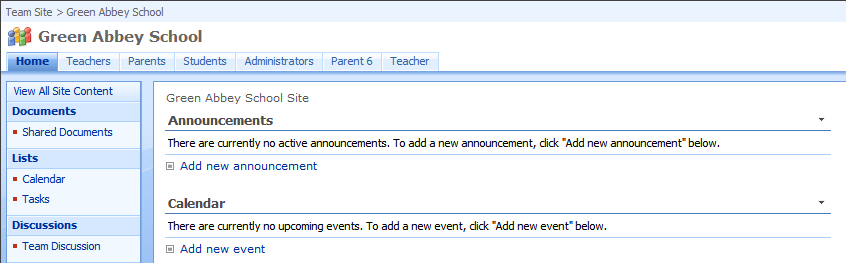 Team Site > Green Abbey School
Green Abbey School
Home Teachers Parents Students Administrators Parent 6 Teacher
View All Site Content
Documents
Shared Documents
Lists
Calendar
Tasks
Discussions
Team Discussion
Green Abbey School Site
Announcements
There are currently no active announcements. To add a new announcement, click "Add new announcement" below.
Add new announcement
Calendar
There are currently no upcoming events. To add a new event, click "Add new event" below.
Add new event